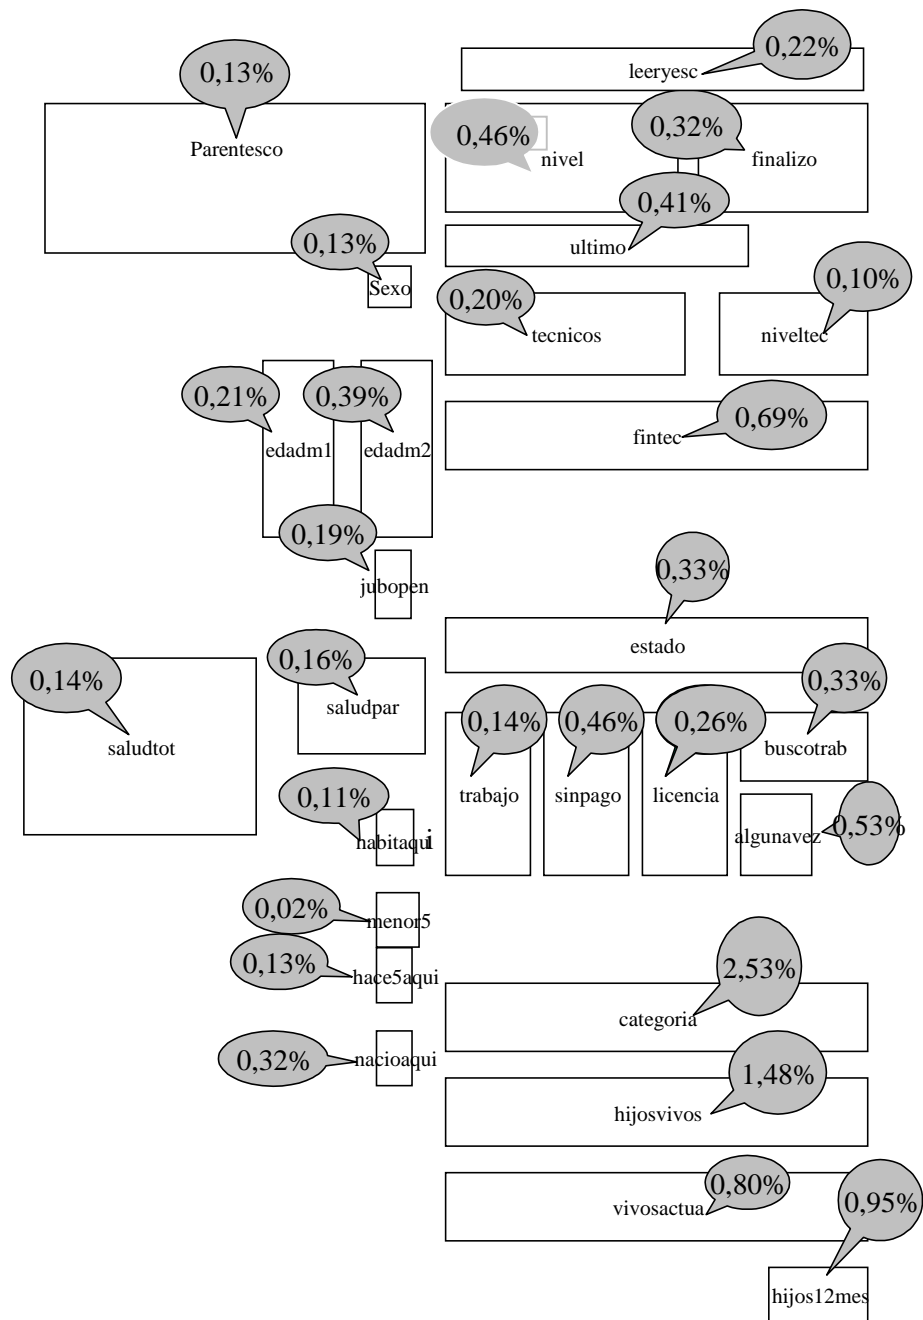 0,22%
leeryesc
0,13%
Parentesco
0,46%
nivel
0,32%
finalizo
0,41%
ultimo
0,13%
Sexo
0,20%
tecnicos
0,10%
niveltec
0,21%
edadm1
0,39%
edadm2
0,69%
fintec
0,19%
jubopen
0,33%
estado
0,14%
saludtot
0,16%
saludpar
0,14%
trabajo
0,46%
sinpago
0,26%
licencia
0,33%
buscotrab
0,11%
habitaqui
i
0,53%
algunavez
0,02%
menor5
0,13%
hace5aqui
2,53%
categoria
0,32%
nacioaqui
1,48%
hijosvivos
0,80%
vivosactua
0,95%
hijos12mes